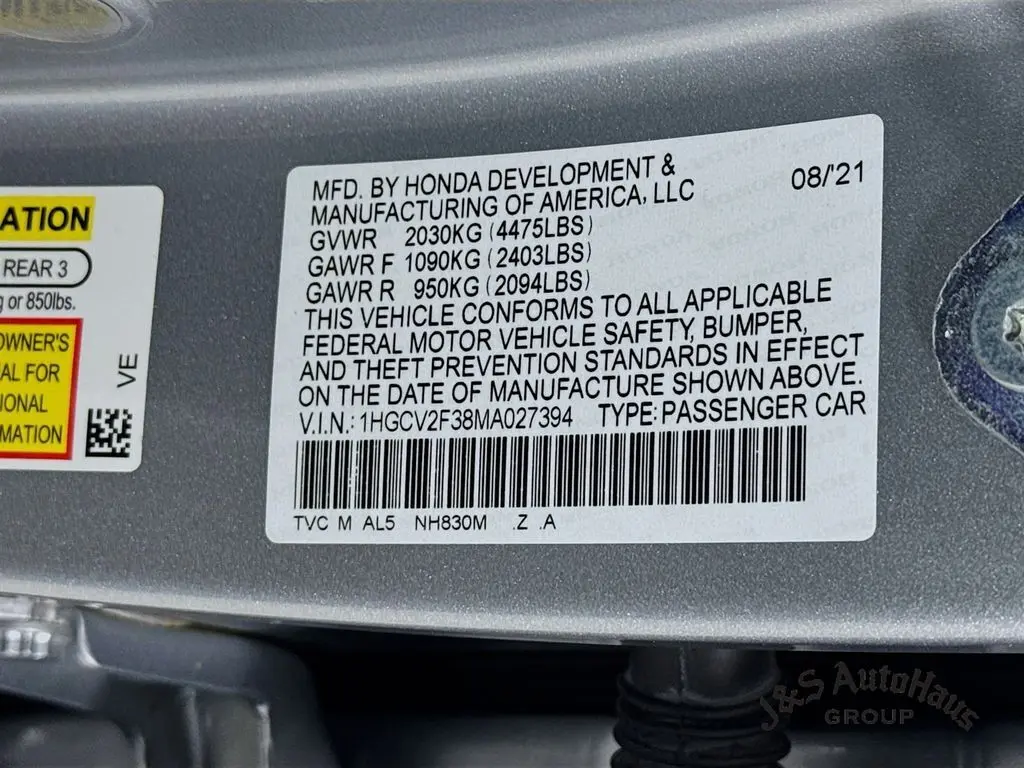 ATION
REAR 3
g or 850lbs.
OWNER'S
AL FOR
IONAL
MATION
VE
MFD. BY HONDA DEVELOPMENT & 08/'21
MANUFACTURING OF AMERICA, LLC
GVWR 2030KG (4475LBS)
GAWR F 1090KG (2403LBS)
GAWR R 950KG (2094LBS)
THIS VEHICLE CONFORMS TO ALL APPLICABLE
FEDERAL MOTOR VEHICLE SAFETY, BUMPER,
AND THEFT PREVENTION STANDARDS IN EFFECT
ON THE DATE OF MANUFACTURE SHOWN ABOVE.
V.I.N.: 1HGCV2F38MA027394 TYPE: PASSENGER CAR
TVC M AL5 NH830M .Z .A
J&S AutoHaus
GROUP